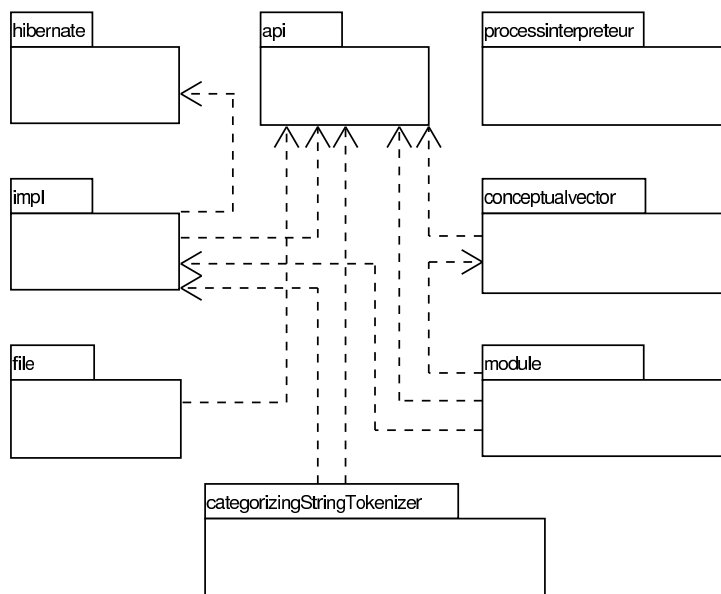 hibernate
api
processinterpreteur
impl
conceptualvector
file
module
categorizingStringTokenizer